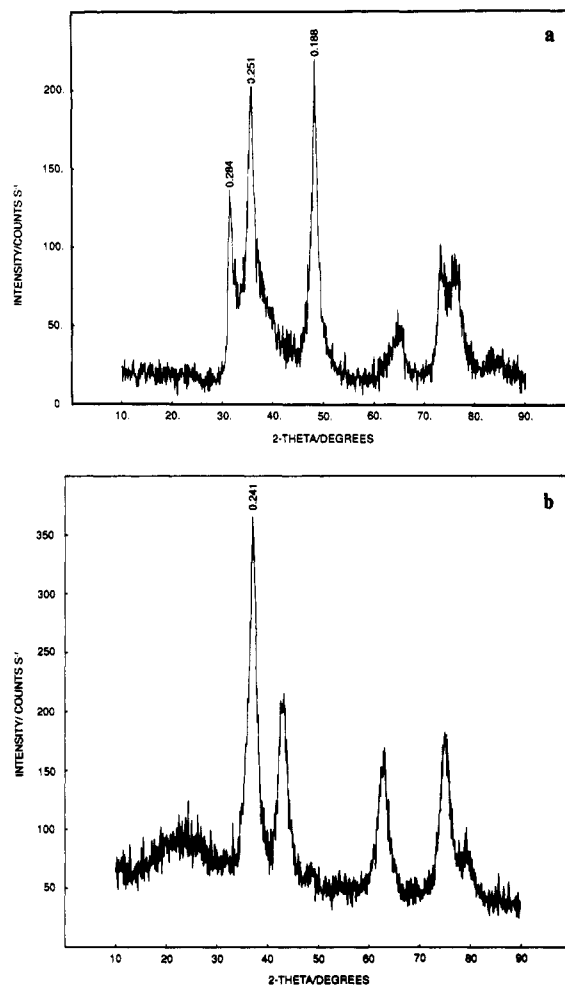 a
0.188
0.251
0.284
200.
150.
100.
50.
0
INTENSITY/COUNTS S⁻¹
10. 20. 30. 40. 50. 60. 70. 80. 90.
2-THETA/DEGREES
b
0.241
350
300.
250.
200
150
100.
50.
INTENSITY/ COUNTS S⁻¹
10 20 30 40 50 60 70 80 90
2-THETA/DEGREES